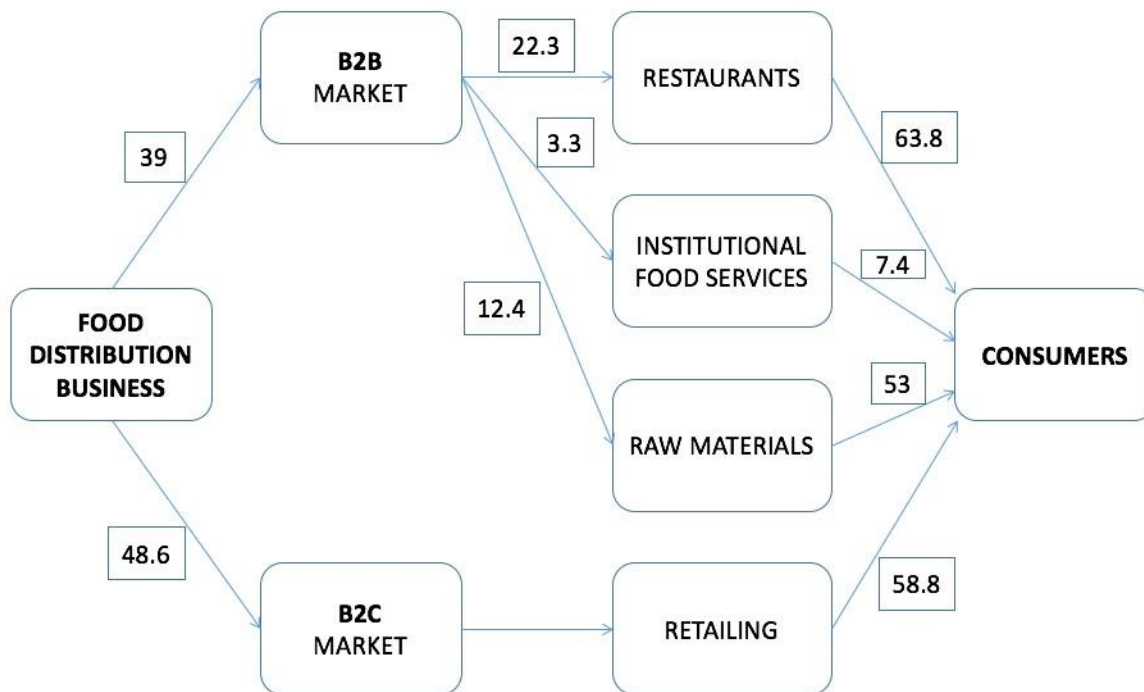 B2B
MARKET
22.3
RESTAURANTS
39
3.3
63.8
INSTITUTIONAL
FOOD SERVICES
7.4
12.4
FOOD
DISTRIBUTION
BUSINESS
CONSUMERS
53
RAW MATERIALS
48.6
58.8
B2C
MARKET
RETAILING